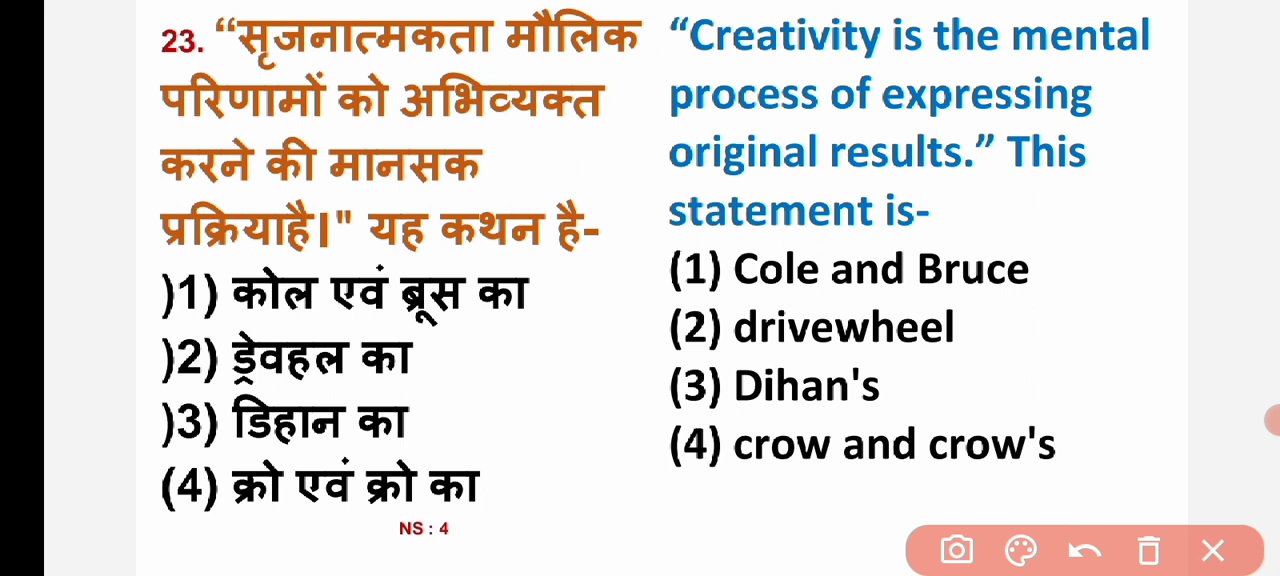 23. “सृजनात्मकता मौलिक
परिणामों को अभिव्यक्त
करने की मानसक
प्रक्रियाहै।" यह कथन है-
)1) कोल एवं ब्रूस का
)2) ड्रेवहल का
)3) डिहान का
(4) क्रो एवं क्रो का
NS : 4
“Creativity is the mental
process of expressing
original results.” This
statement is-
(1) Cole and Bruce
(2) drivewheel
(3) Dihan's
(4) crow and crow's